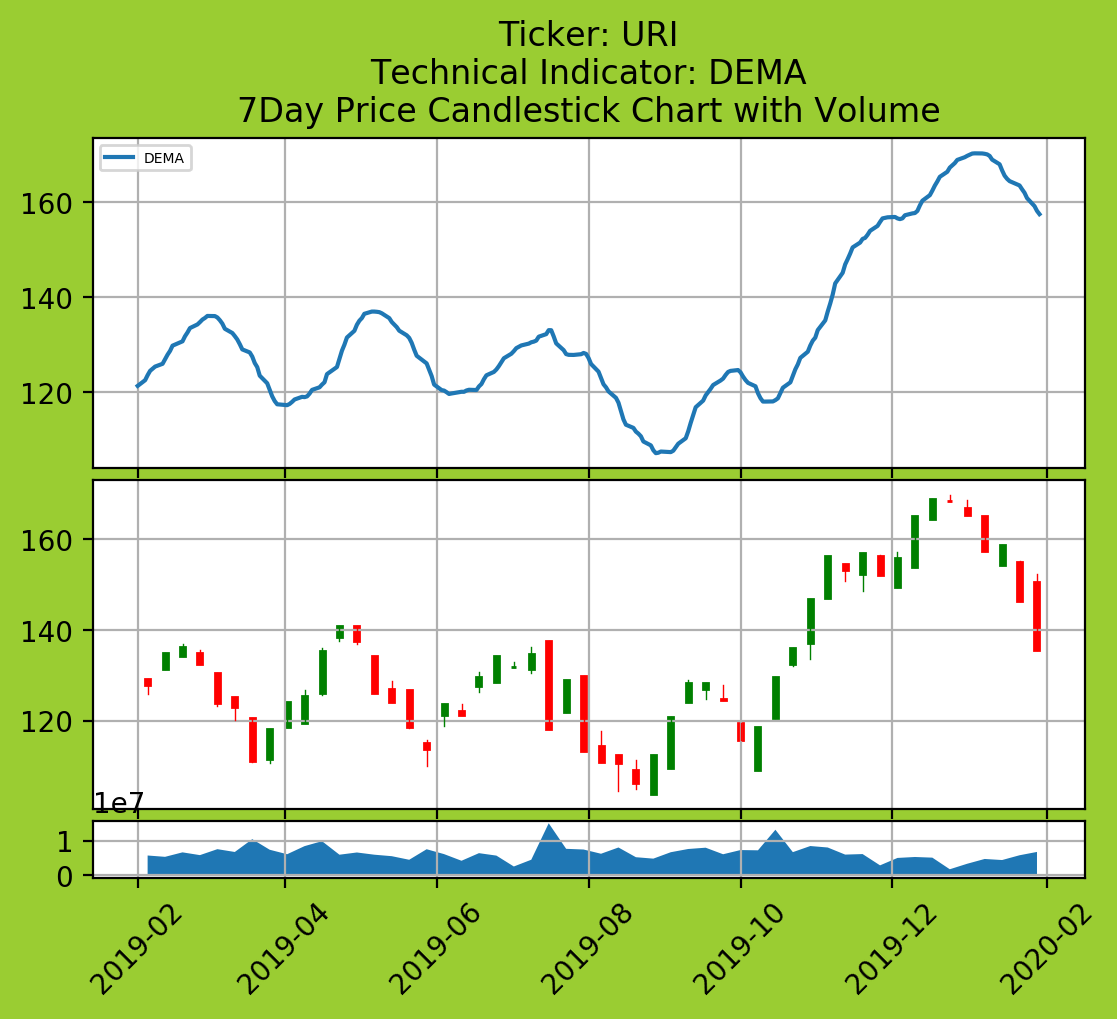 Ticker: URI
Technical Indicator: DEMA
7Day Price Candlestick Chart with Volume
DEMA
160
140
120
160
140
120
1e7
1
0
2019-02 2019-04 2019-06 2019-08 2019-10 2019-12 2020-02